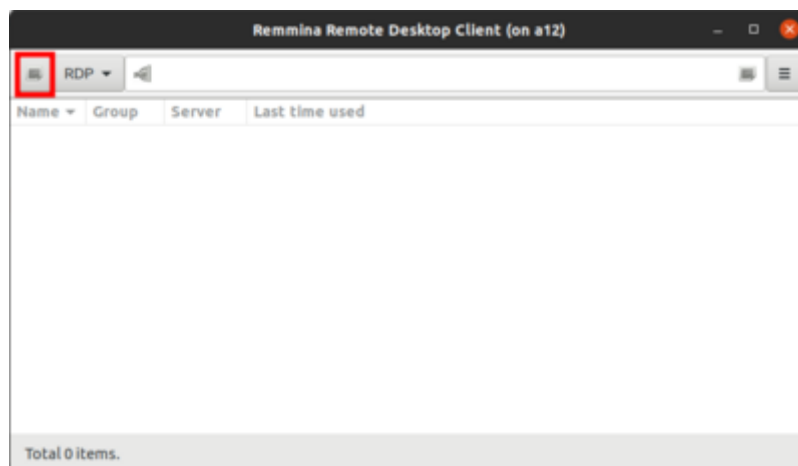 Remmina Remote Desktop Client (on a12)
RDP
Name Group Server Last time used
Total 0 items.